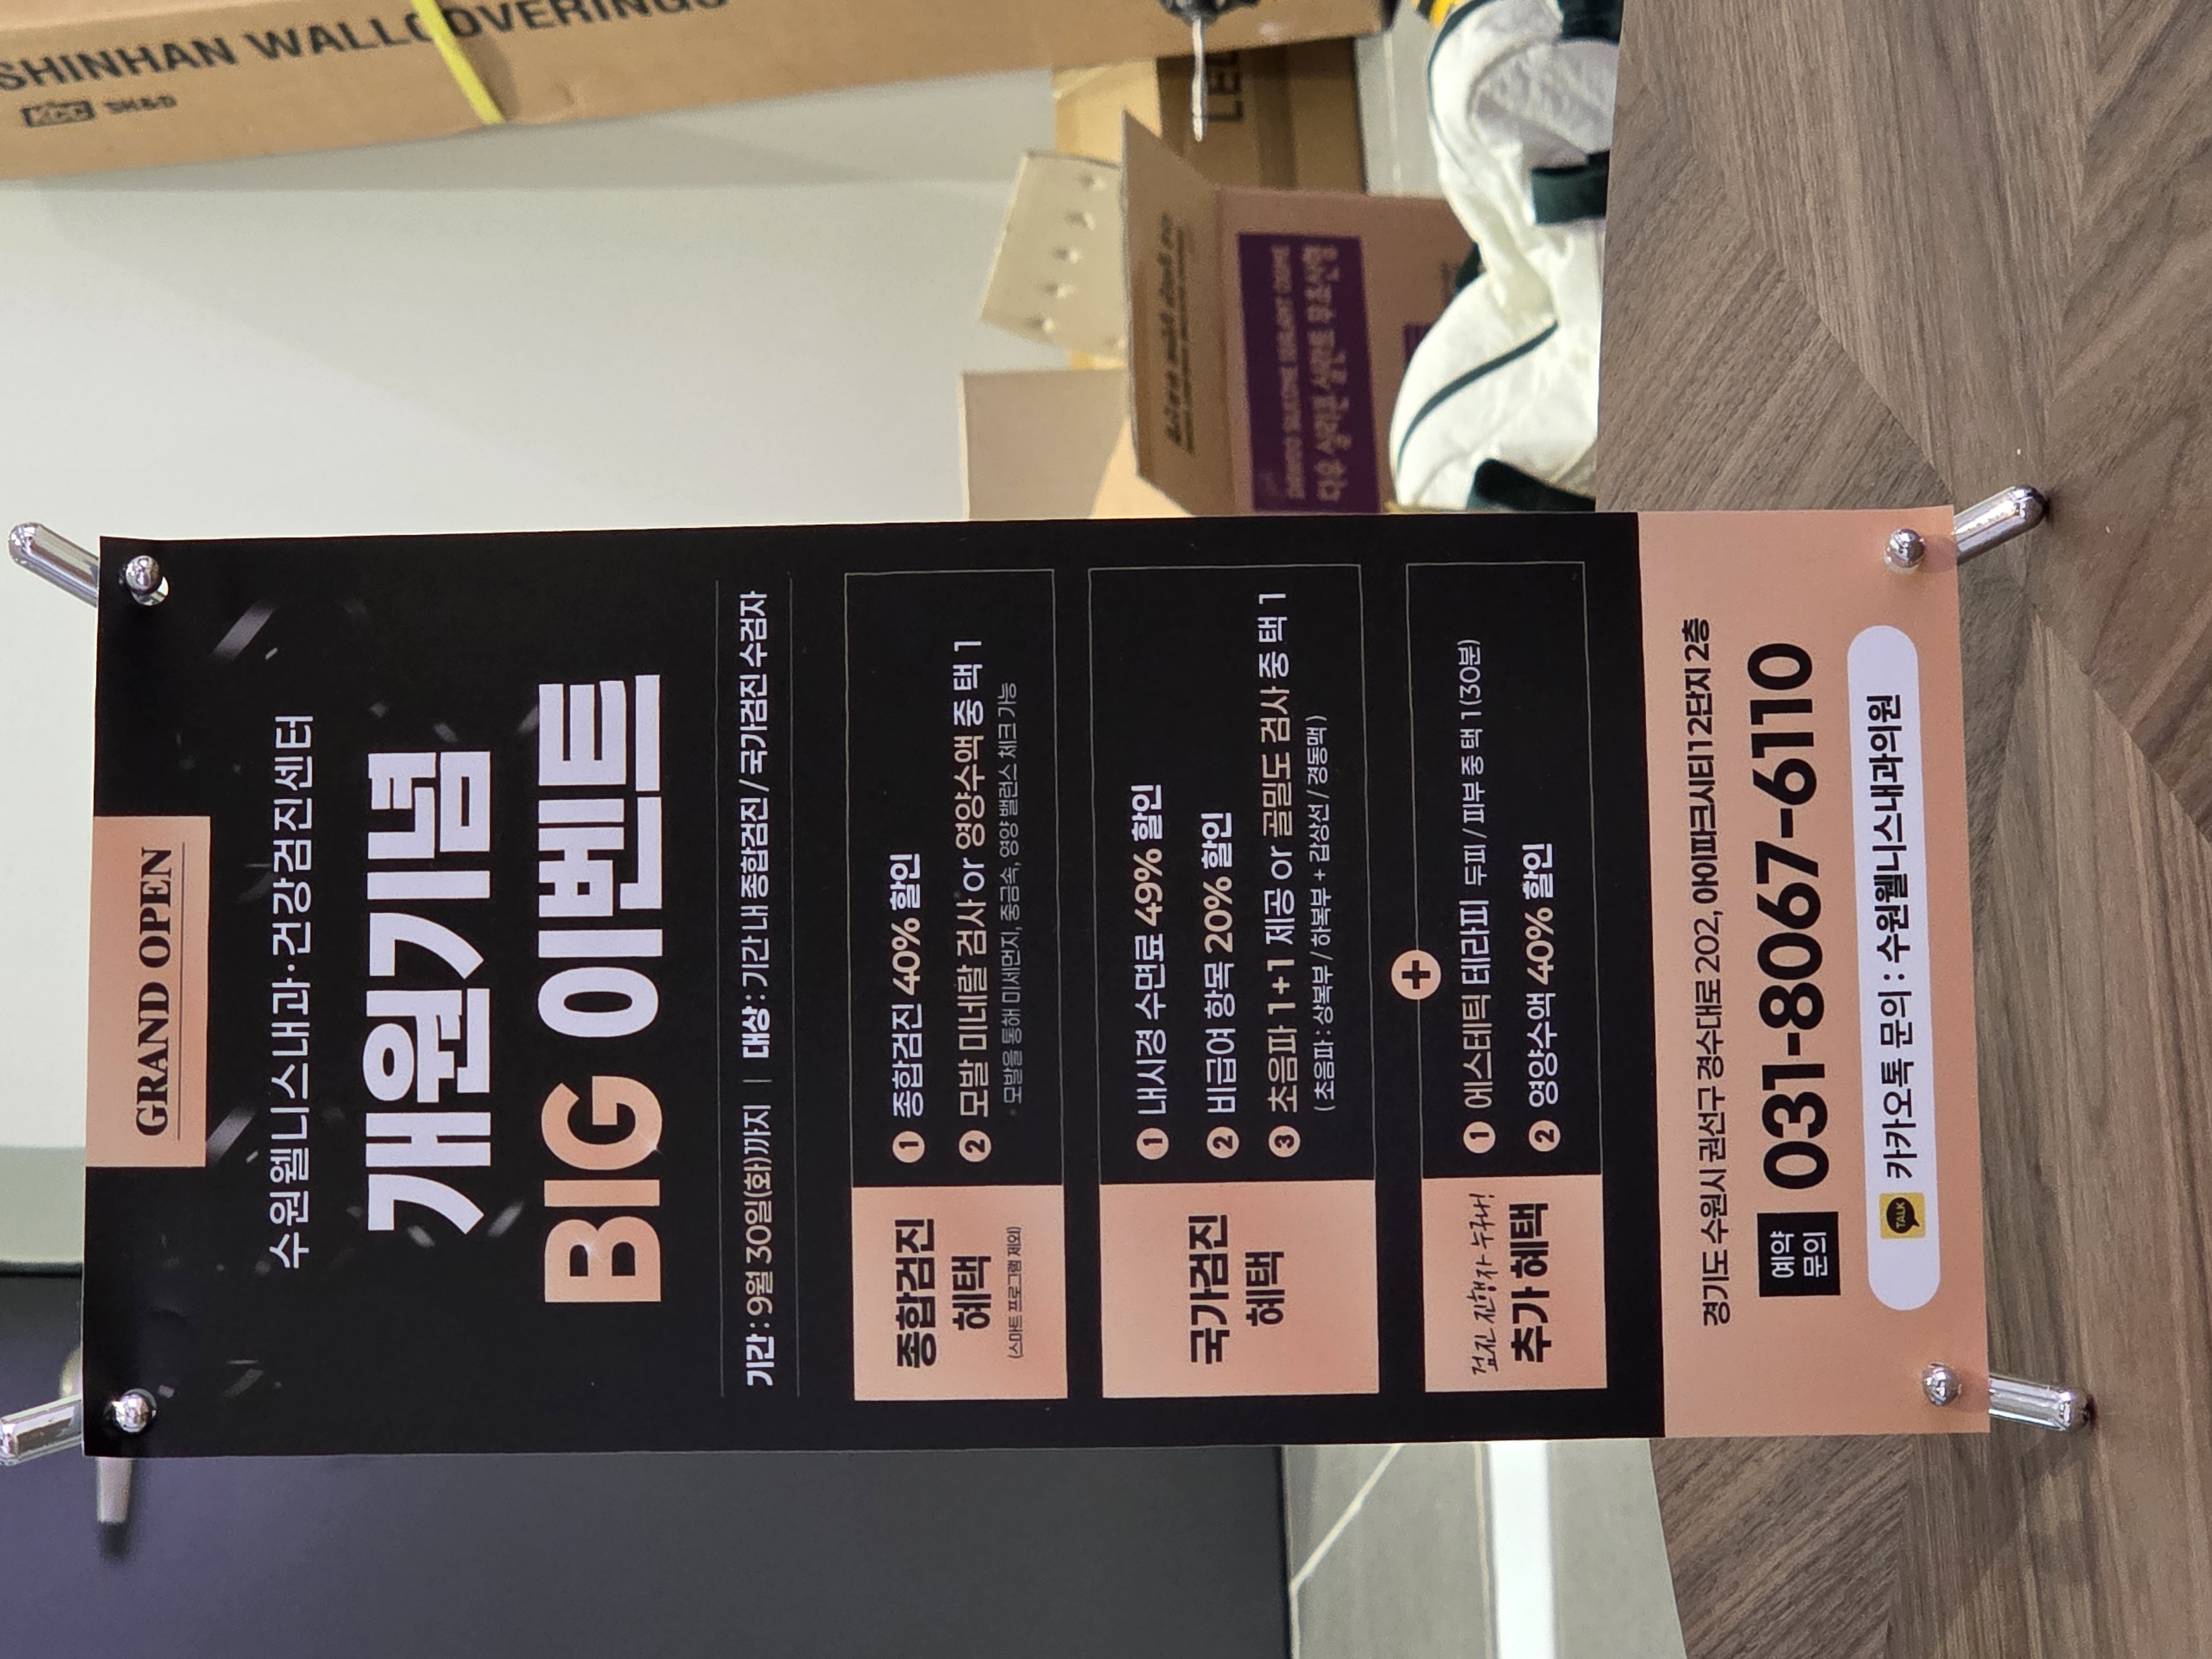 GRAND OPEN
수원웰니스내과·건강검진센터
개원기념
BIG 이벤트
기간 : 9월 30일(화)까지 | 대상 : 기간 내 종합검진 / 국가검진 수검자
종합검진
혜택
(스마트 프로그램 제외)
1 종합검진 40% 할인
2 모발 미네랄 검사* or 영양수액 중 택 1
* 모발을 통해 미세먼지, 중금속, 영양 밸런스 체크 가능
국가검진
혜택
1 내시경 수면료 49% 할인
2 비급여 항목 20% 할인
3 초음파 1+1 제공 or 골밀도 검사 중 택 1
( 초음파 : 상복부 / 하복부 + 갑상선 / 경동맥 )
+
검진 진행자 누구나!
추가 혜택
1 에스테틱 테라피 두피 / 피부 중 택 1 (30분)
2 영양수액 40% 할인
경기도 수원시 권선구 경수대로 202, 아이파크시티 12단지 2층
예약
문의
031-8067-6110
TALK 카카오톡 문의 : 수원웰니스내과의원
SHINHAN WALLCOVERINGS
KCC SK&D